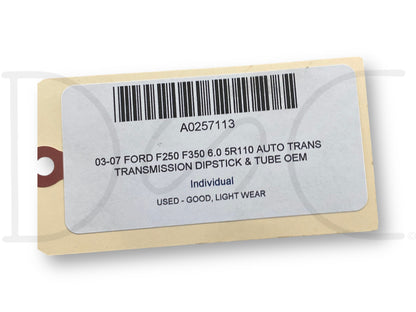 A0257113
03-07 FORD F250 F350 6.0 5R110 AUTO TRANS
TRANSMISSION DIPSTICK & TUBE OEM
Individual
USED - GOOD, LIGHT WEAR